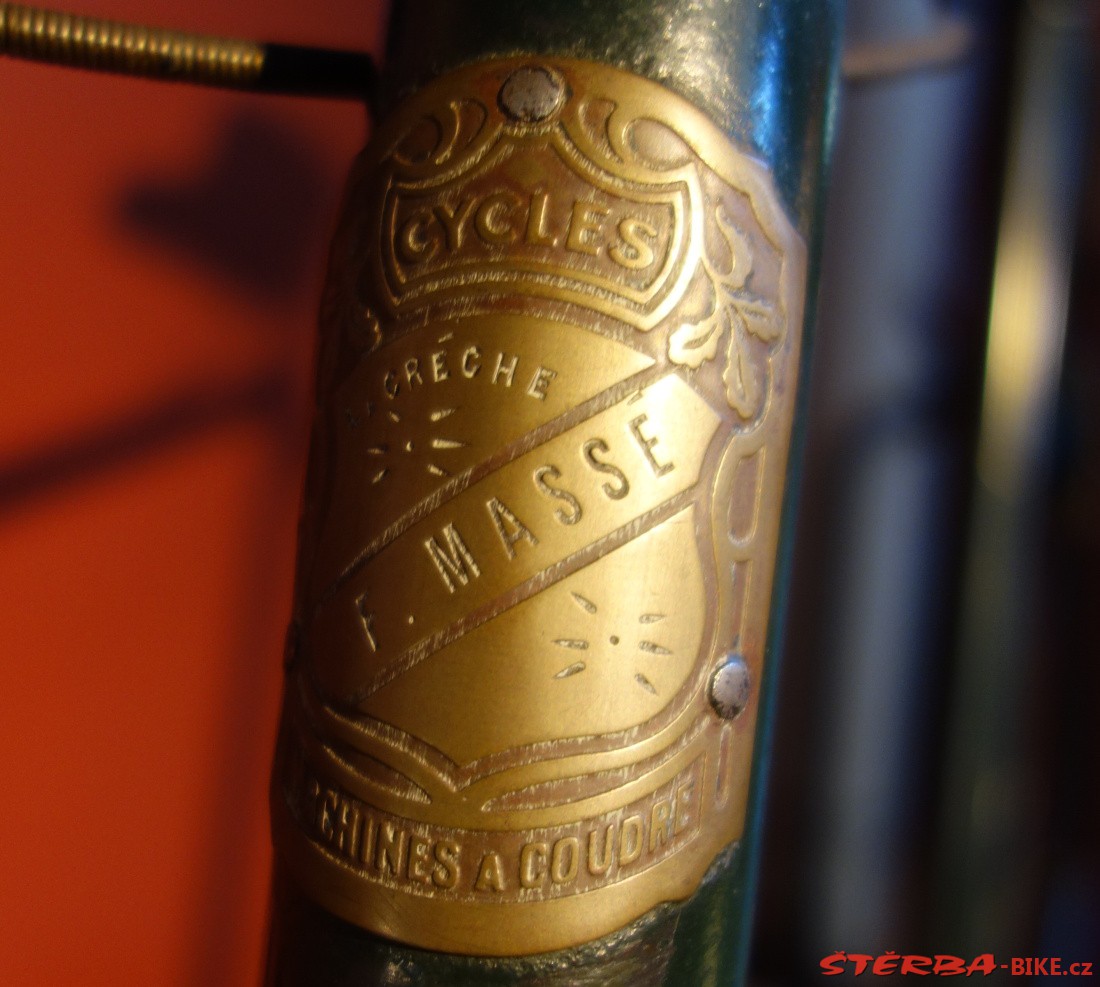 CYCLES
CRÈCHE
F. MASSÉ
CHINES A COUDRE
ŠTĚRBA-BIKE.cz